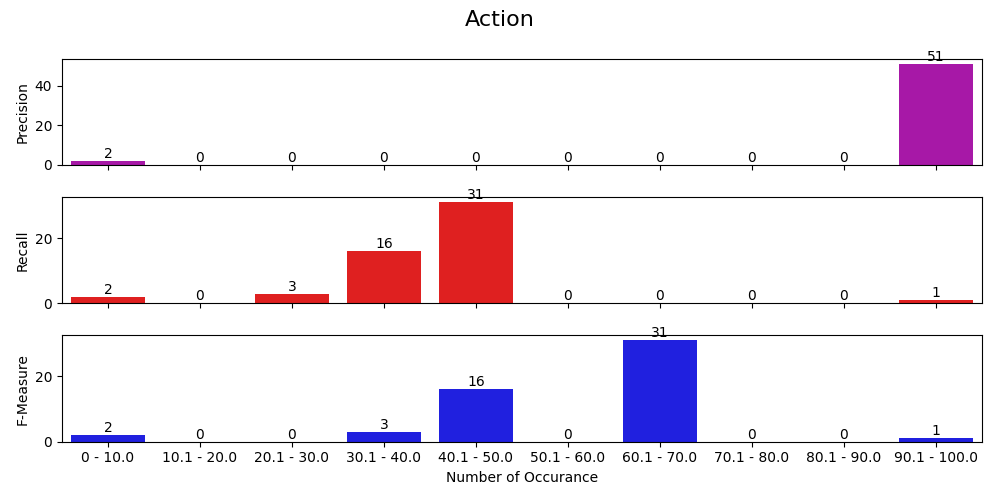 Action
Precision
40
20
0
2 0 0 0 0 0 0 0 0 51
Recall
20
0
2 0 3 16 31 0 0 0 0 1
F-Measure
20
0
2 0 0 3 16 0 31 0 0 1
0 - 10.0 10.1 - 20.0 20.1 - 30.0 30.1 - 40.0 40.1 - 50.0 50.1 - 60.0 60.1 - 70.0 70.1 - 80.0 80.1 - 90.0 90.1 - 100.0
Number of Occurance